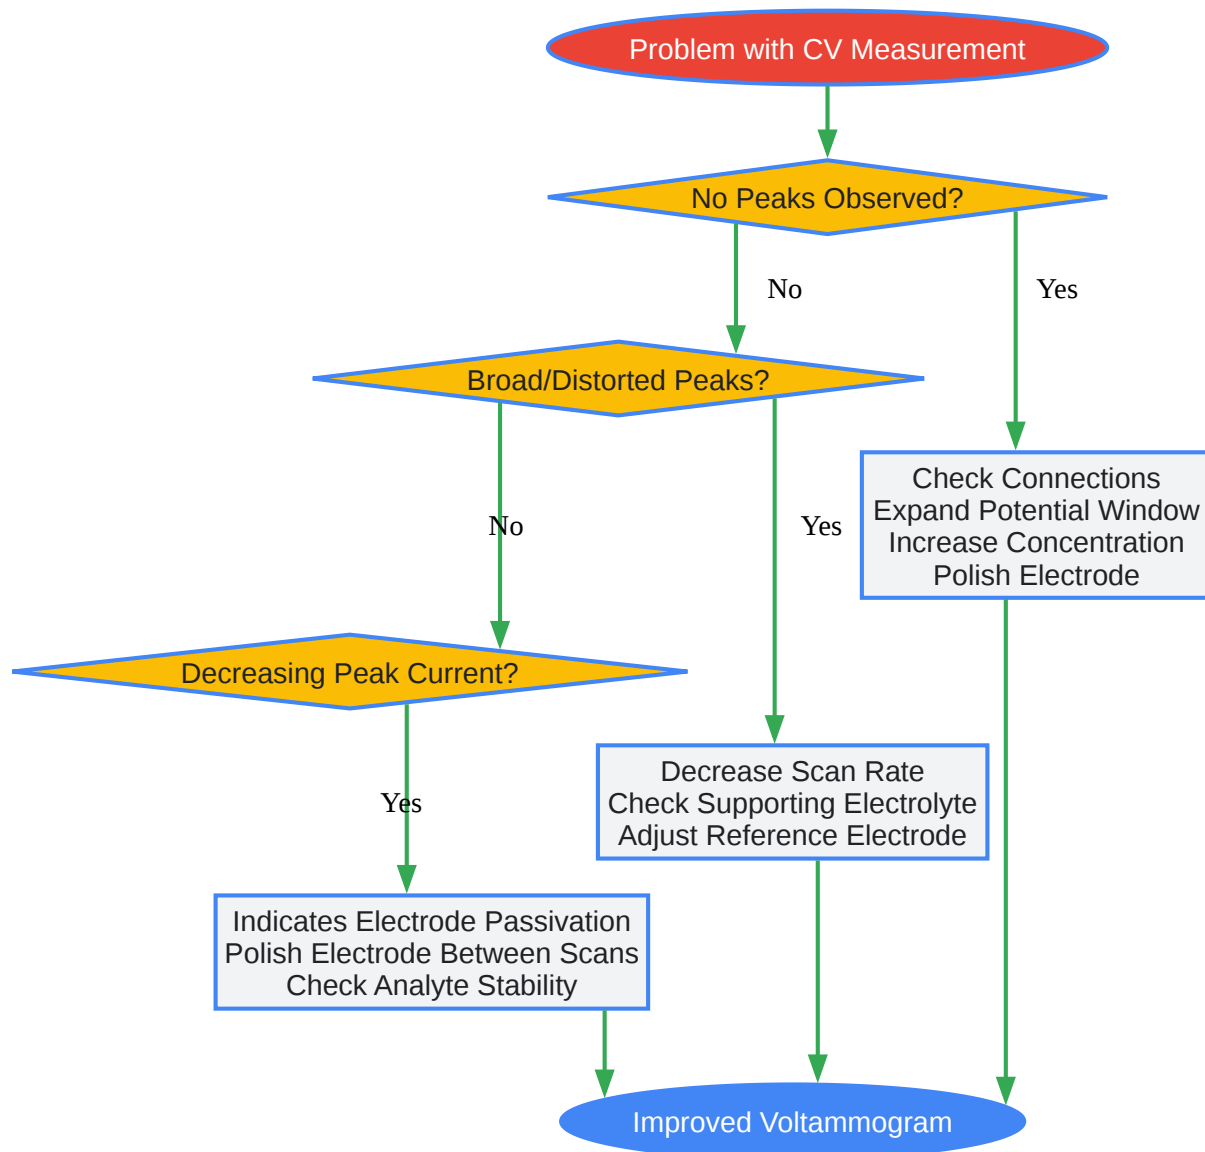 Problem with CV Measurement
No Peaks Observed?
No
Yes
Broad/Distorted Peaks?
Check Connections
Expand Potential Window
Increase Concentration
Polish Electrode
No
Yes
Decreasing Peak Current?
Decrease Scan Rate
Check Supporting Electrolyte
Adjust Reference Electrode
Yes
Indicates Electrode Passivation
Polish Electrode Between Scans
Check Analyte Stability
Improved Voltammogram